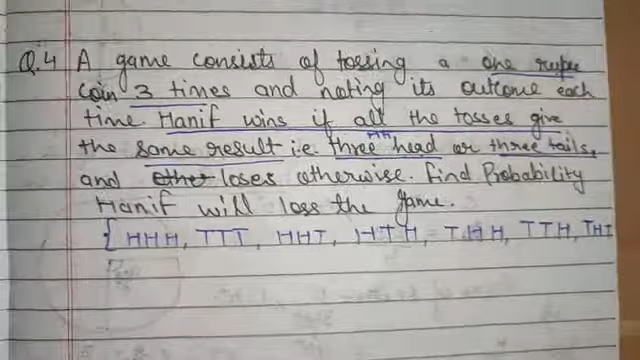 Q.4 A game consists of tossing a one rupee
coin 3 times and noting its outcome each
time. Hanif wins if all the tosses give
the same result i.e. three head or three tails,
and loses otherwise. Find Probability
Hanif will loss the game.
{ HHH, TTT, HHT, HTH, THH, TTH, THT